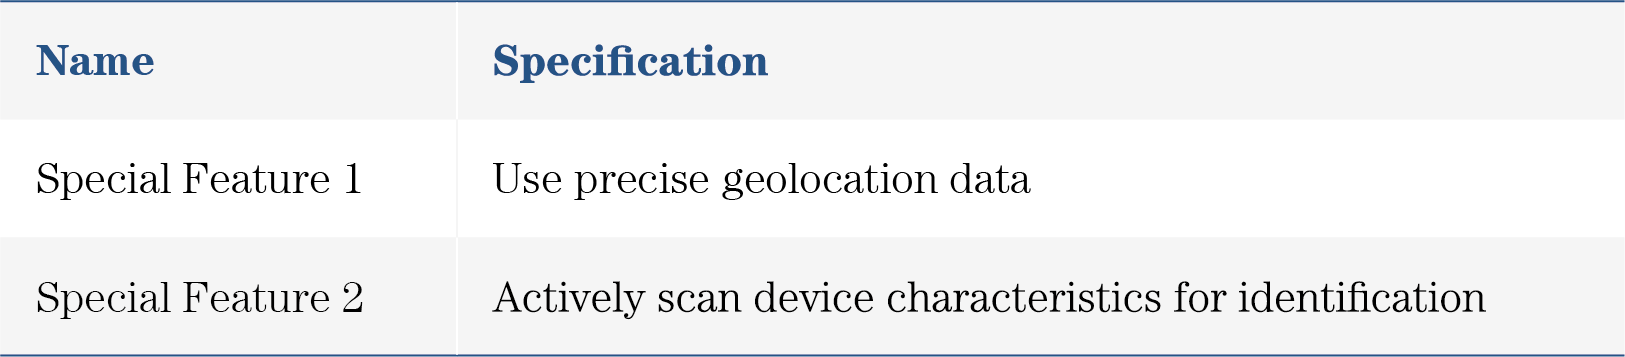 Name Specification
Special Feature 1 Use precise geolocation data
Special Feature 2 Actively scan device characteristics for identification